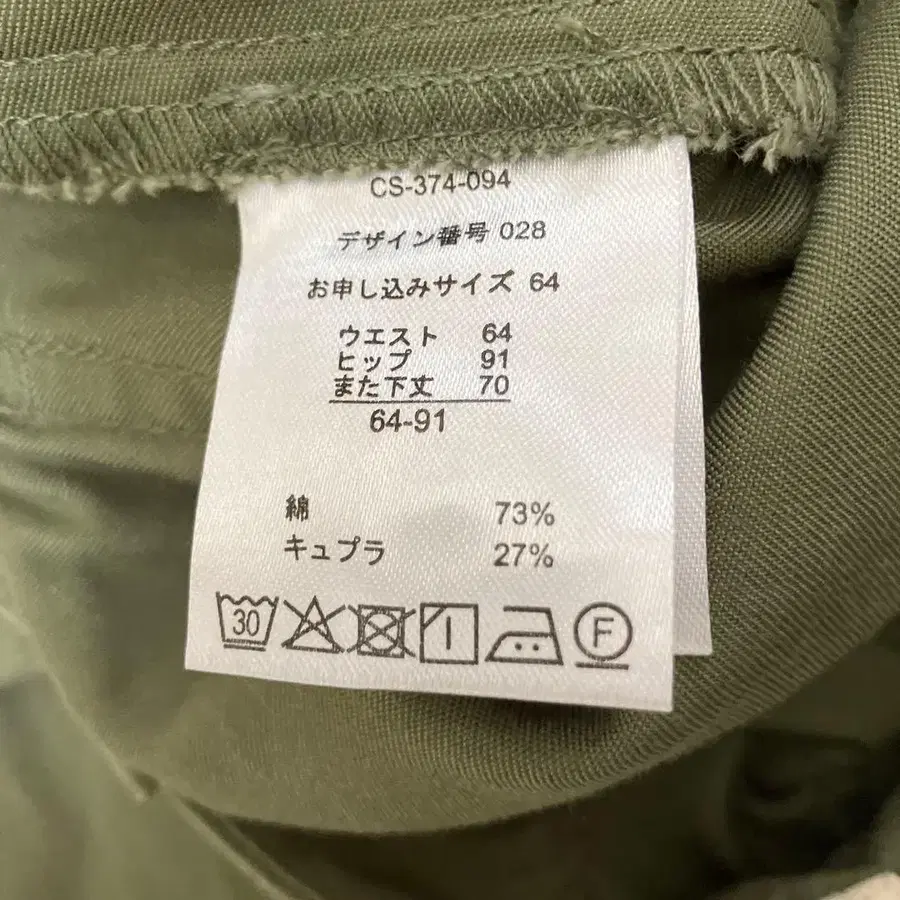 CS-374-094
デザイン番号 028
お申し込みサイズ 64
ウエスト 64
ヒップ 91
また下丈 70
64-91
綿 73%
キュプラ 27%
30 F